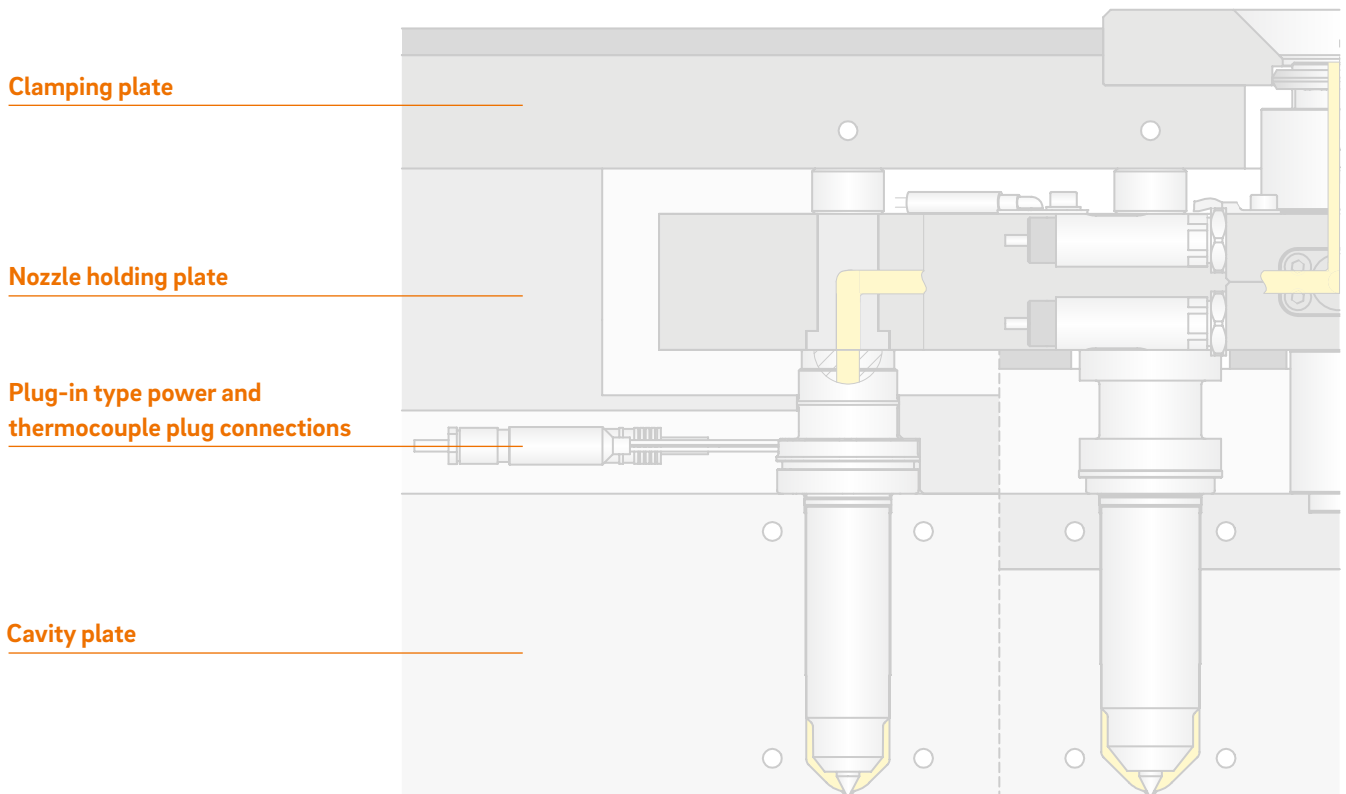 Clamping plate
Nozzle holding plate
Plug-in type power and
thermocouple plug connections
Cavity plate